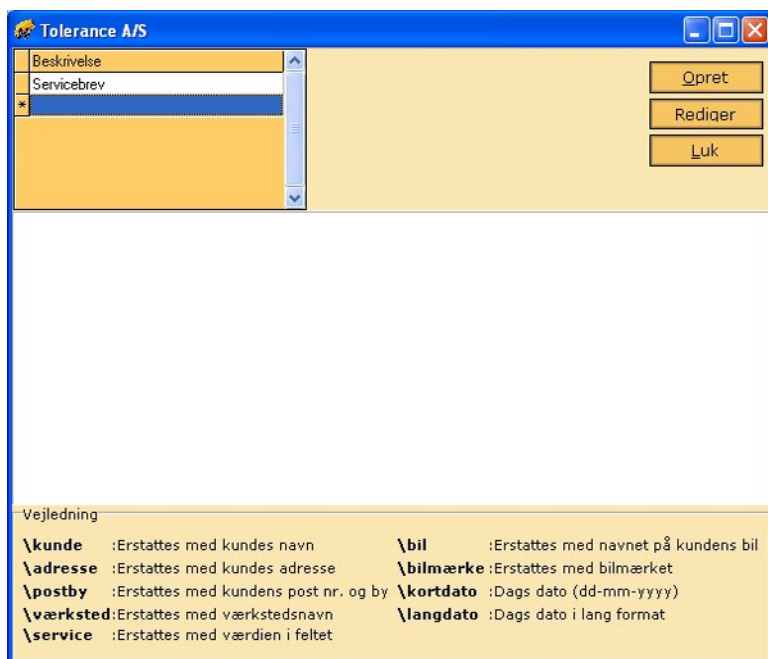 Tolerance A/S
Beskrivelse
Servicebrev
*
Opret
Rediger
Luk
Vejledning
\kunde :Erstattes med kundes navn
\adresse :Erstattes med kundes adresse
\postby :Erstattes med kundens post nr. og by
\værksted:Erstattes med værkstedsnavn
\service :Erstattes med værdien i feltet
\bil :Erstattes med navnet på kundens bil
\bilmærke :Erstattes med bilmærket
\kortdato :Dags dato (dd-mm-yyyy)
\langdato :Dags dato i lang format